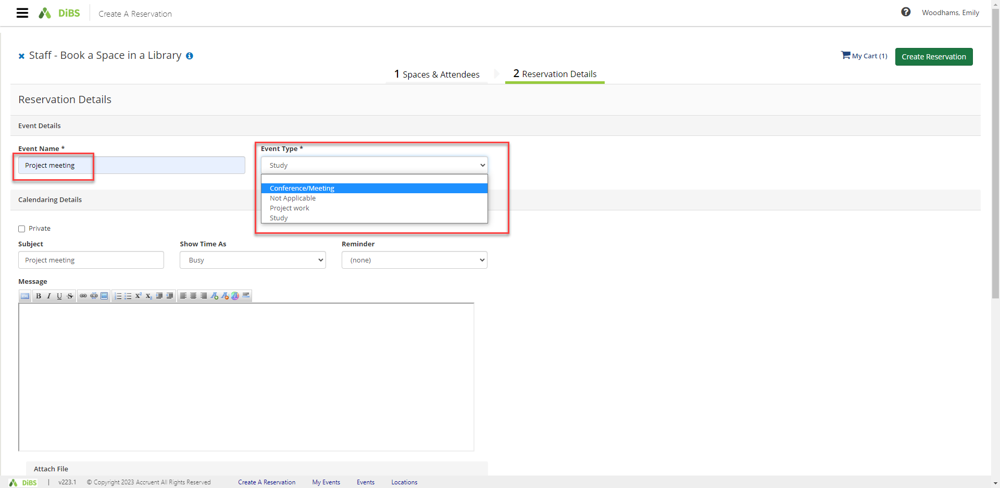 DiBS
Create A Reservation
Woodhams, Emily
Staff - Book a Space in a Library
My Cart (1)
Create Reservation
1 Spaces & Attendees
2 Reservation Details
Reservation Details
Event Details
Event Name *
Event Type *
Project meeting
Study
Conference/Meeting
Not Applicable
Project work
Study
Calendaring Details
Private
Subject
Show Time As
Reminder
Project meeting
Busy
(none)
Message
HTML B I U S x² x₂
Attach File
DiBS | v223.1 © Copyright 2023 Accruent All Rights Reserved Create A Reservation My Events Events Locations